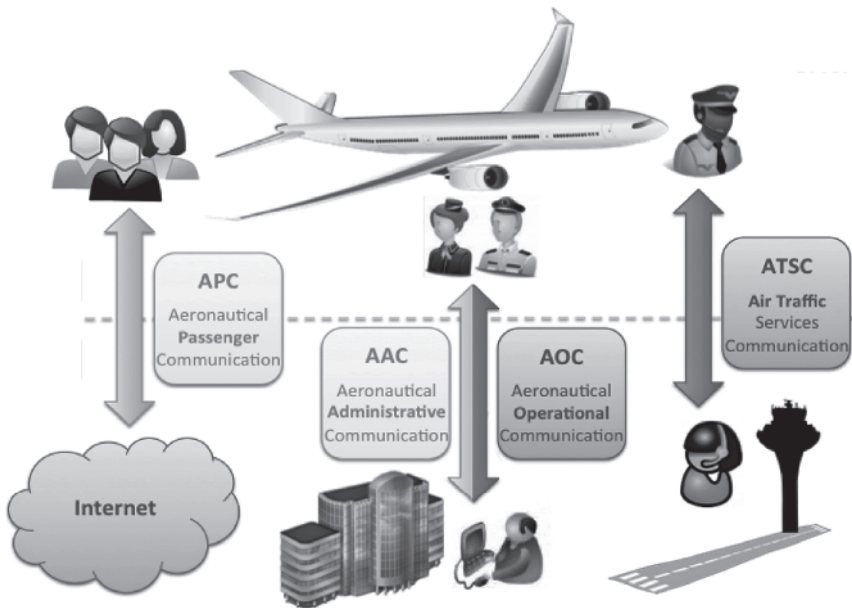 APC
Aeronautical
Passenger
Communication
ATSC
Air Traffic
Services
Communication
AAC
Aeronautical
Administrative
Communication
AOC
Aeronautical
Operational
Communication
Internet